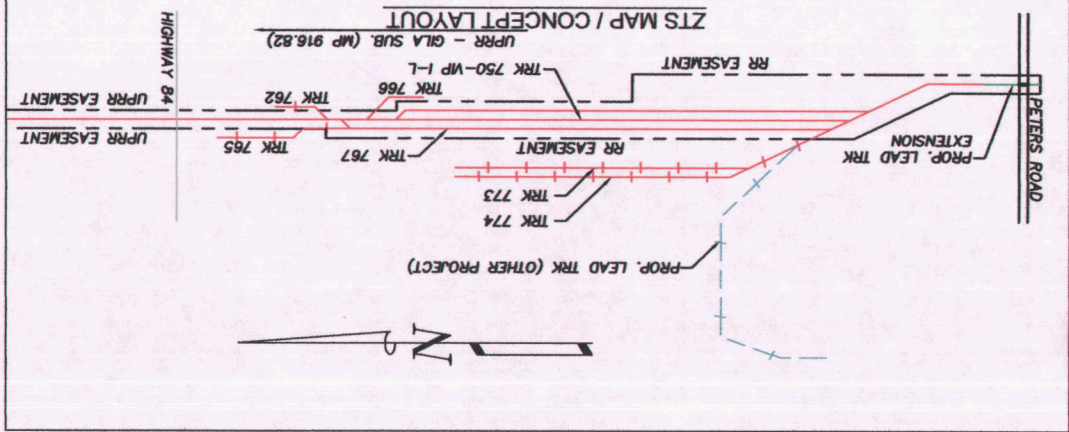 PROP. LEAD TRK (OTHER PROJECT)
N
TRK 774
TRK 773
PETERS ROAD
PROP. LEAD TRK
EXTENSION
RR EASEMENT
TRK 767
TRK 765
UPRR EASEMENT
HIGHWAY 84
RR EASEMENT
TRK 750-VIP I-L
TRK 766
TRK 762
UPRR EASEMENT
UPRR - GILA SUB. (MP 916.82)
ZTS MAP / CONCEPT LAYOUT